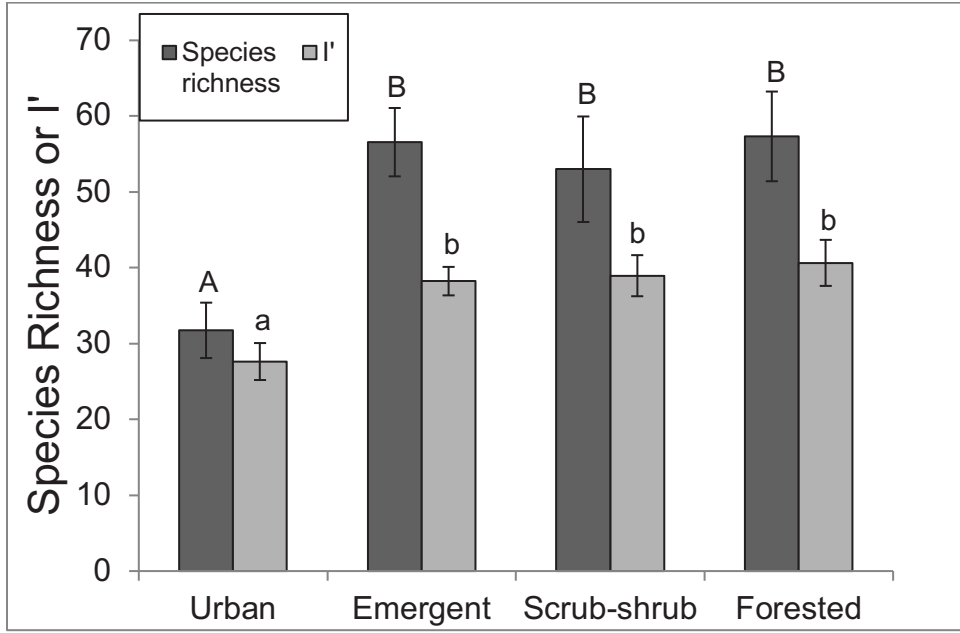 70
60
50
40
30
20
10
0
Species Richness or I'
Species richness
I'
A
a
B
b
B
b
B
b
Urban Emergent Scrub-shrub Forested